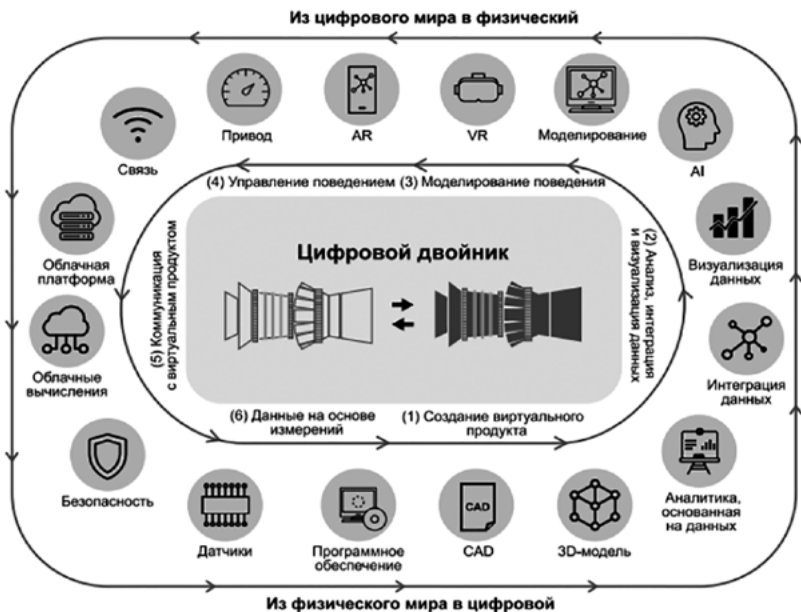 Из цифрового мира в физический
Привод
AR
VR
Моделирование
AI
Связь
(4) Управление поведением
(3) Моделирование поведения
Облачная
платформа
(5) Коммуникация
с виртуальным продуктом
Цифровой двойник
(2) Анализ, интеграция
и визуализация данных
Визуализация
данных
Облачные
вычисления
Интеграция
данных
(6) Данные на основе
измерений
(1) Создание виртуального
продукта
Безопасность
Датчики
Программное
обеспечение
CAD
CAD
3D-модель
Аналитика,
основанная
на данных
Из физического мира в цифровой